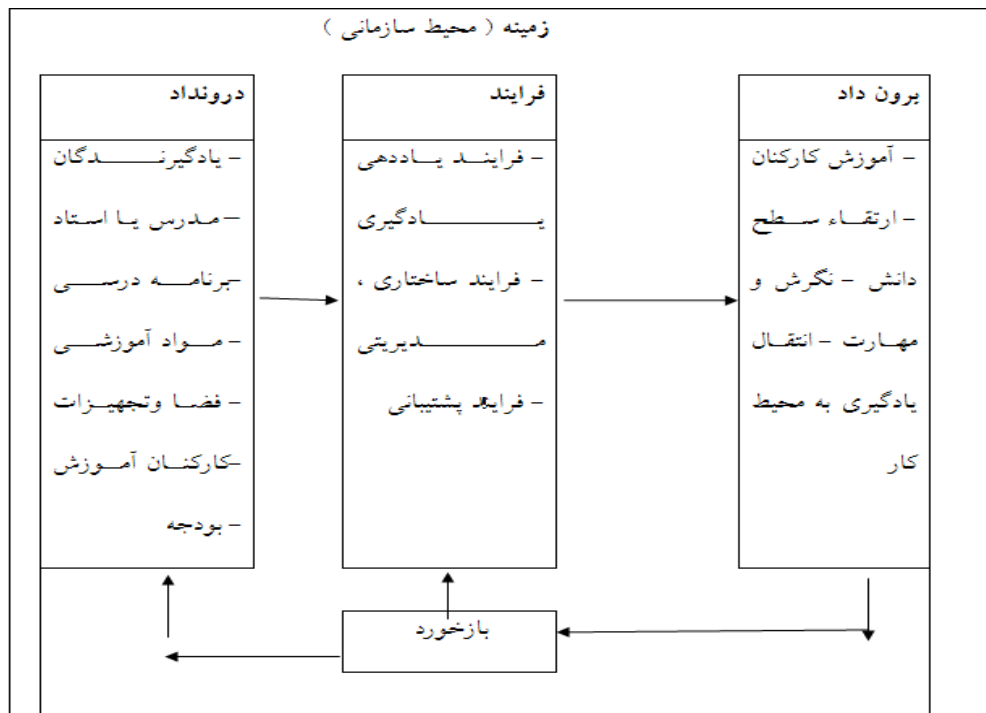 زمینه ( محیط سازمانی )
درونداد
- یادگیرندگان
- مدرس یا استاد
-برنامه درسی
- مواد آموزشی
- فضا وتجهیزات
-کارکنان آموزش
- بودجه
فرایند
- فرایند یاددهی
یادگیری
- فرایند ساختاری ،
مدیریتی
- فرایند پشتیبانی
برون داد
- آموزش کارکنان
- ارتقاء سطح
دانش - نگرش و
مهارت - انتقال
یادگیری به محیط
کار
بازخورد